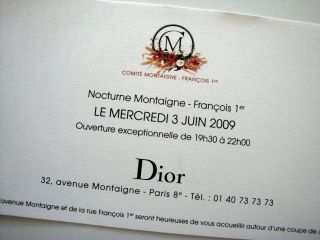 CM
COMITÉ MONTAIGNE - FRANÇOIS 1er
Nocturne Montaigne - François 1er
LE MERCREDI 3 JUIN 2009
Ouverture exceptionnelle de 19h30 à 22h00
Dior
32, avenue Montaigne - Paris 8e - Tél. : 01 40 73 73 73
avenue Montaigne et de la rue François 1er seront heureuses de vous accueillir autour d'une coupe de